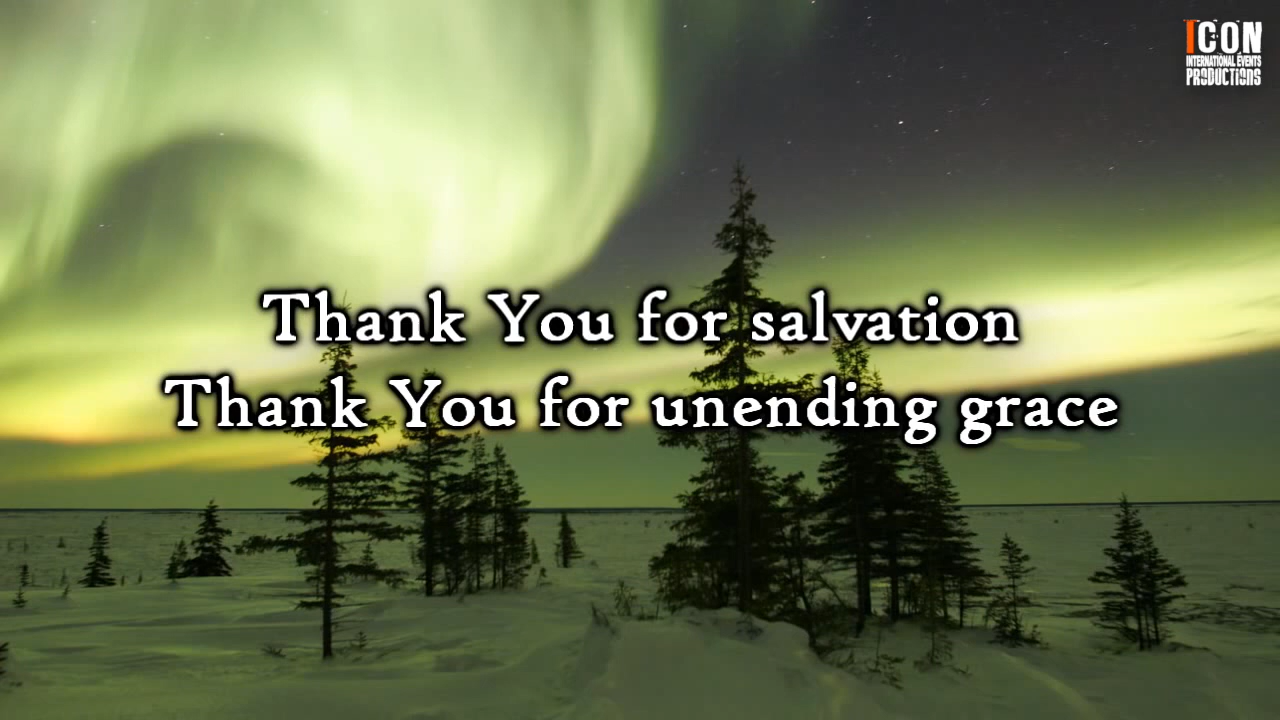 ICON
INTERNATIONAL EVENTS
PRODUCTIONS
Thank You for salvation
Thank You for unending grace